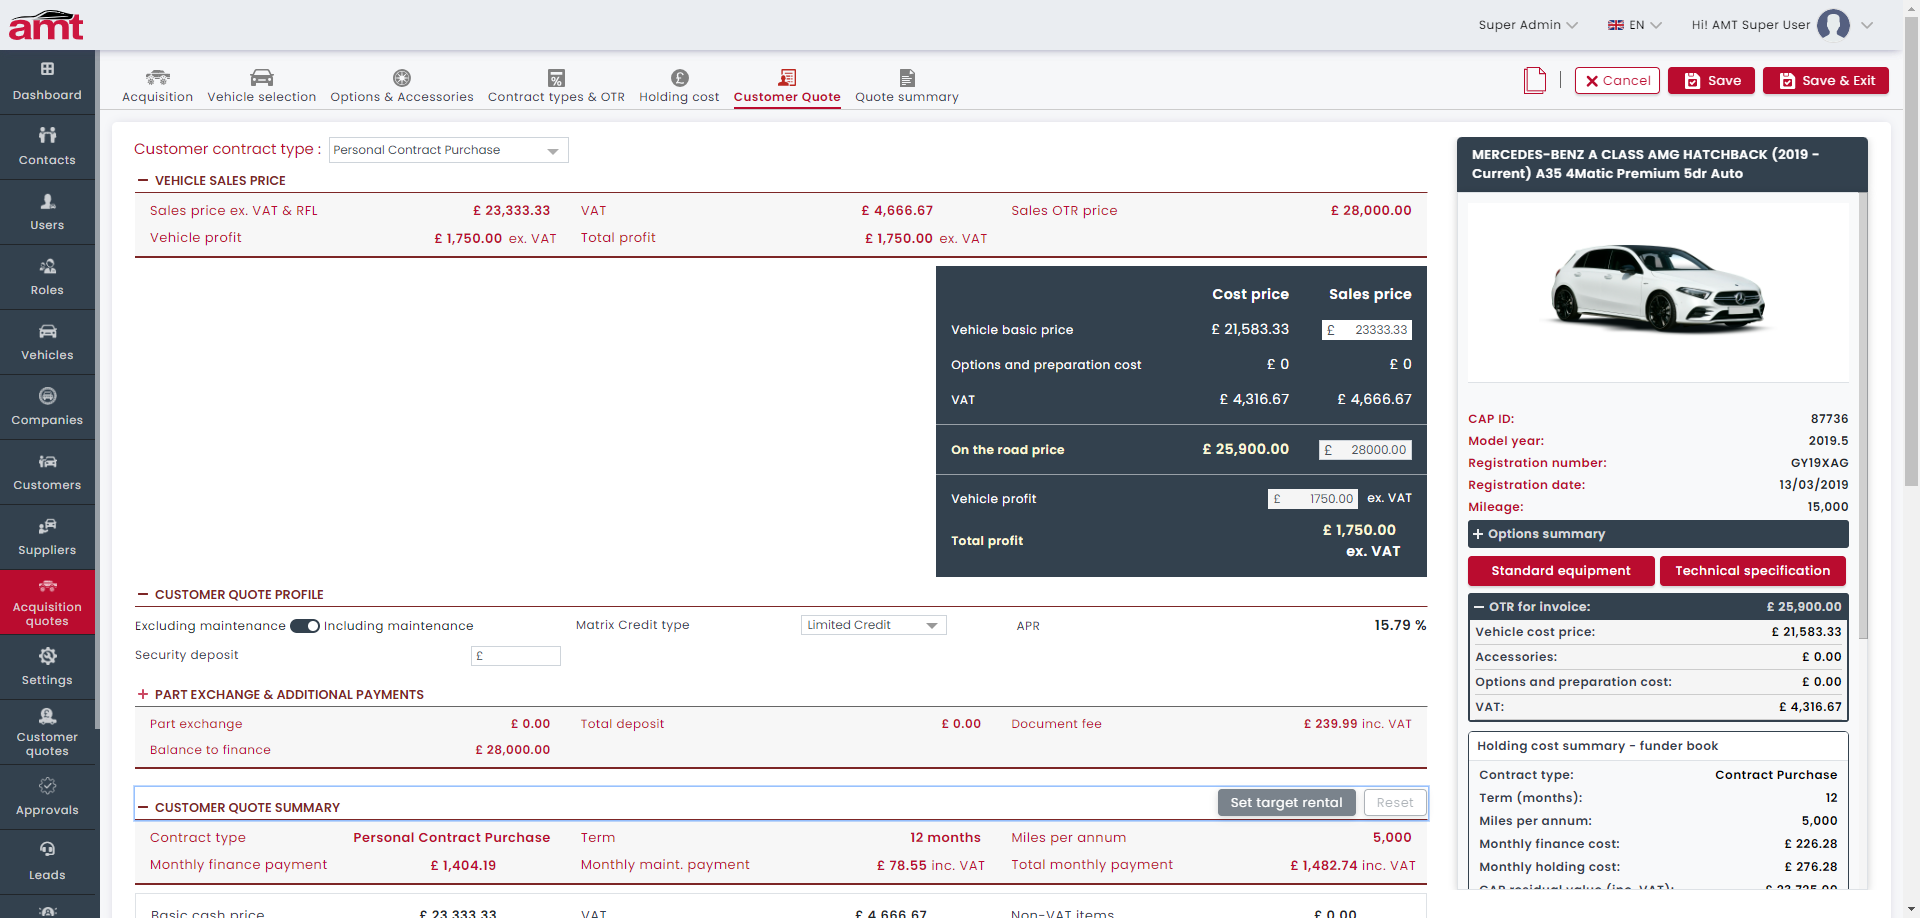 amt
Super Admin
EN
Hi! AMT Super User
Dashboard
Contacts
Users
Roles
Vehicles
Companies
Customers
Suppliers
Acquisition
quotes
Settings
Customer
quotes
Approvals
Leads
Acquisition
Vehicle selection
Options & Accessories
Contract types & OTR
Holding cost
Customer Quote
Quote summary
Cancel
Save
Save & Exit
Customer contract type : Personal Contract Purchase
VEHICLE SALES PRICE
Sales price ex. VAT & RFL £ 23,333.33 VAT £ 4,666.67 Sales OTR price £ 28,000.00
Vehicle profit £ 1,750.00 ex. VAT Total profit £ 1,750.00 ex. VAT
Cost price Sales price
Vehicle basic price £ 21,583.33 £ 23333.33
Options and preparation cost £ 0 £ 0
VAT £ 4,316.67 £ 4,666.67
On the road price £ 25,900.00 £ 28000.00
Vehicle profit £ 1750.00 ex. VAT
Total profit £ 1,750.00
ex. VAT
CUSTOMER QUOTE PROFILE
Excluding maintenance Including maintenance Matrix Credit type Limited Credit APR 15.79 %
Security deposit £
PART EXCHANGE & ADDITIONAL PAYMENTS
Part exchange £ 0.00 Total deposit £ 0.00 Document fee £ 239.99 inc. VAT
Balance to finance £ 28,000.00
CUSTOMER QUOTE SUMMARY Set target rental Reset
Contract type Personal Contract Purchase Term 12 months Miles per annum 5,000
Monthly finance payment £ 1,404.19 Monthly maint. payment £ 78.55 inc. VAT Total monthly payment £ 1,482.74 inc. VAT
Basic cash price £ 23,333.33 VAT £ 4,666.67 Non-VAT items £ 0.00
MERCEDES-BENZ A CLASS AMG HATCHBACK (2019 -
Current) A35 4Matic Premium 5dr Auto
CAP ID: 87736
Model year: 2019.5
Registration number: GY19XAG
Registration date: 13/03/2019
Mileage: 15,000
+ Options summary
Standard equipment Technical specification
OTR for invoice: £ 25,900.00
Vehicle cost price: £ 21,583.33
Accessories: £ 0.00
Options and preparation cost: £ 0.00
VAT: £ 4,316.67
Holding cost summary - funder book
Contract type: Contract Purchase
Term (months): 12
Miles per annum: 5,000
Monthly finance cost: £ 226.28
Monthly holding cost: £ 276.28
CAP residual value (inc. VAT): £ 23,725.00